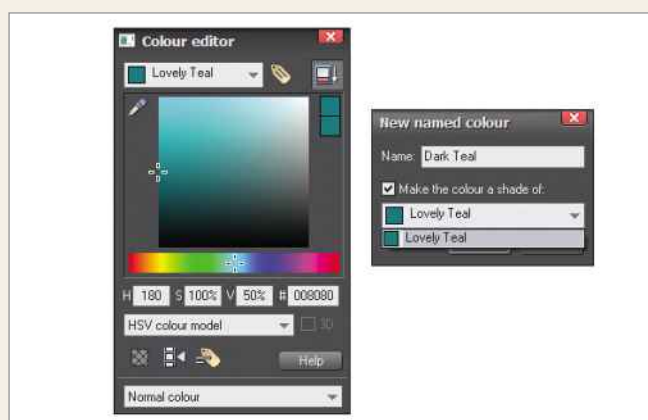 Colour editor
Lovely Teal
H 180 S 100% V 50% # 008080
HSV colour model 3D
Help
Normal colour
New named colour
Name: Dark Teal
Make the colour a shade of:
Lovely Teal
Lovely Teal